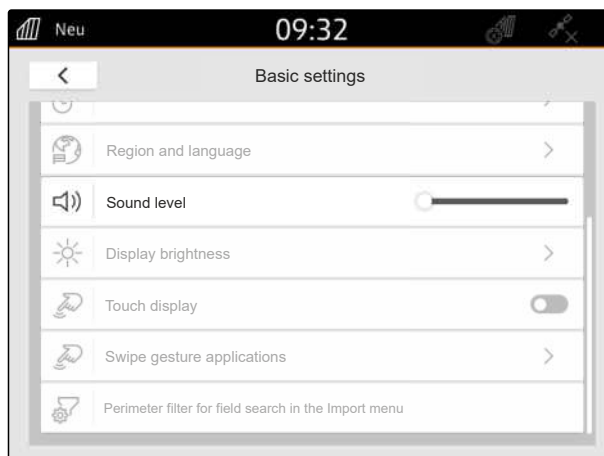 Neu
09:32
Basic settings
Region and language
Sound level
Display brightness
Touch display
Swipe gesture applications
Perimeter filter for field search in the Import menu